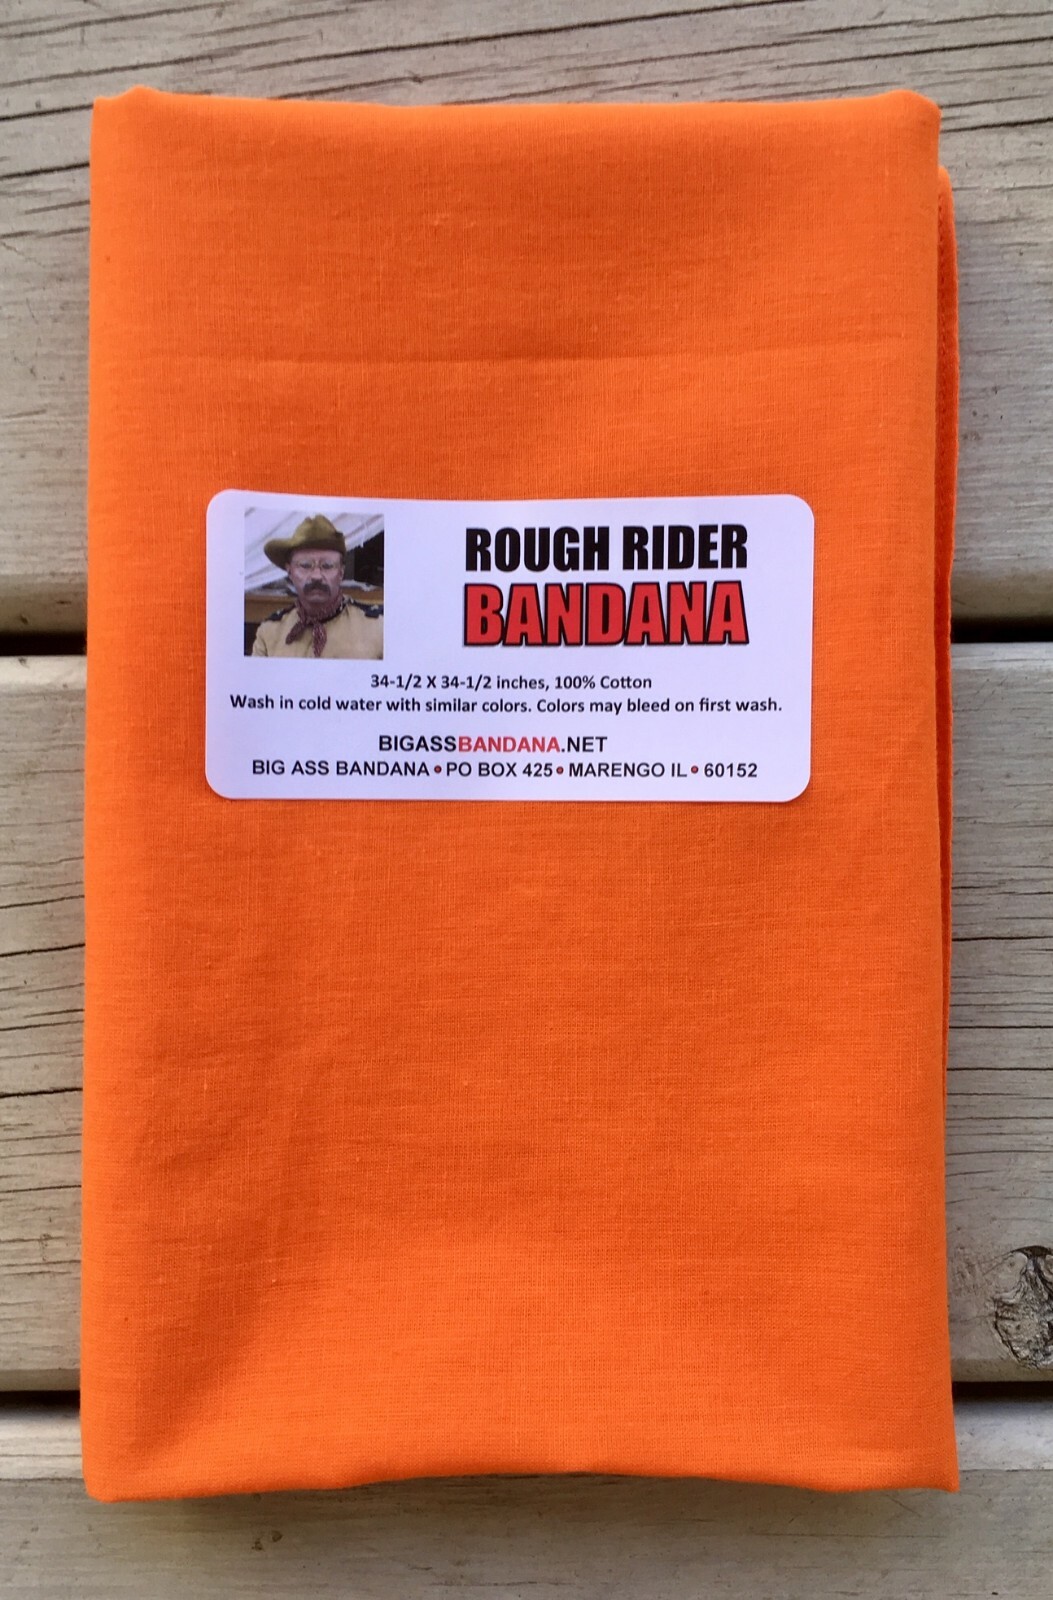 ROUGH RIDER
BANDANA
34-1/2 X 34-1/2 inches, 100% Cotton
Wash in cold water with similar colors. Colors may bleed on first wash.
BIGASSBANDANA.NET
BIG ASS BANDANA • PO BOX 425 • MARENGO IL • 60152